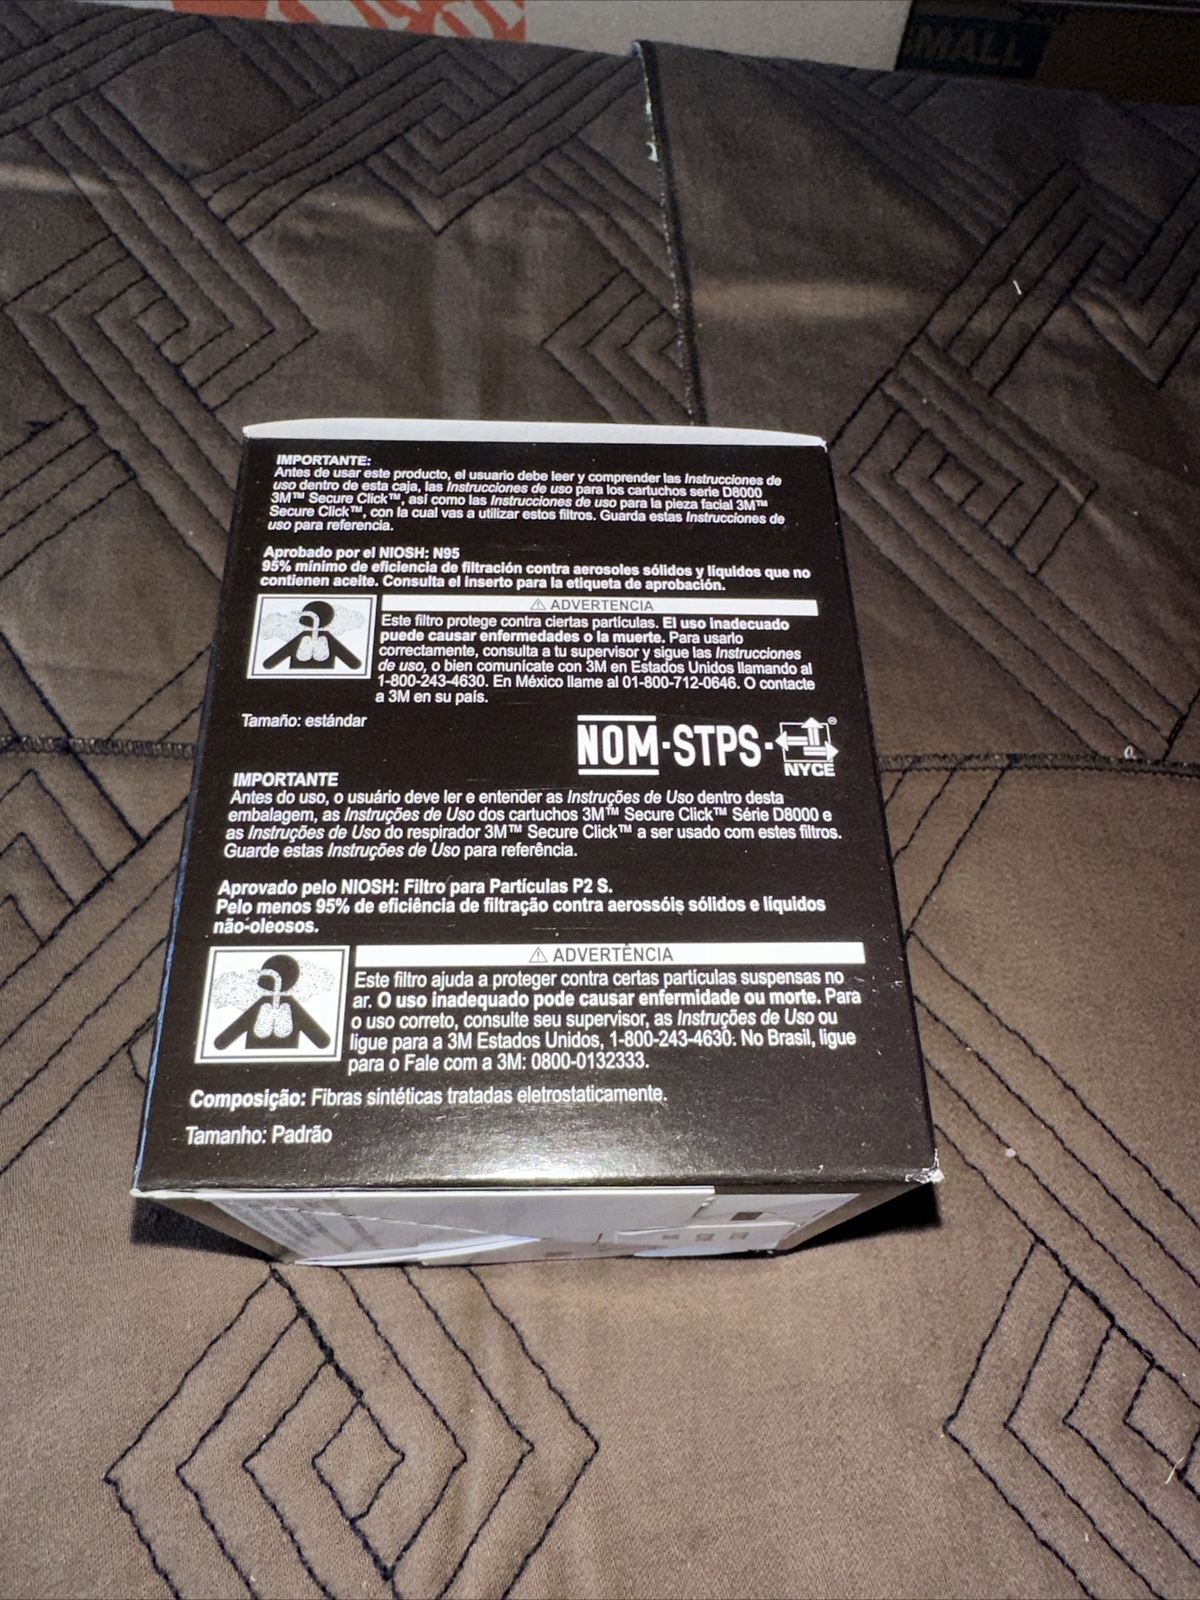 SMALL
IMPORTANTE:
Antes de usar este producto, el usuario debe leer y comprender las Instrucciones de
uso dentro de esta caja, las Instrucciones de uso para los cartuchos serie D8000
3M™ Secure Click™, así como las Instrucciones de uso para la pieza facial 3M™
Secure Click™, con la cual vas a utilizar estos filtros. Guarda estas Instrucciones de
uso para referencia.
Aprobado por el NIOSH: N95
95% mínimo de eficiencia de filtración contra aerosoles sólidos y líquidos que no
contienen aceite. Consulta el inserto para la etiqueta de aprobación.
⚠ ADVERTENCIA
Este filtro protege contra ciertas partículas. El uso inadecuado
puede causar enfermedades o la muerte. Para usarlo
correctamente, consulta a tu supervisor y sigue las Instrucciones
de uso, o bien comunícate con 3M en Estados Unidos llamando al
1-800-243-4630. En México llame al 01-800-712-0646. O contacte
a 3M en su país.
Tamaño: estándar
NOM-STPS-
NYCE
®
IMPORTANTE
Antes do uso, o usuário deve ler e entender as Instruções de Uso dentro desta
embalagem, as Instruções de Uso dos cartuchos 3M™ Secure Click™ Série D8000 e
as Instruções de Uso do respirador 3M™ Secure Click™ a ser usado com estes filtros.
Guarde estas Instruções de Uso para referência.
Aprovado pelo NIOSH: Filtro para Partículas P2 S.
Pelo menos 95% de eficiência de filtração contra aerossóis sólidos e líquidos
não-oleosos.
⚠ ADVERTÊNCIA
Este filtro ajuda a proteger contra certas partículas suspensas no
ar. O uso inadequado pode causar enfermidade ou morte. Para
o uso correto, consulte seu supervisor, as Instruções de Uso ou
ligue para a 3M Estados Unidos, 1-800-243-4630. No Brasil, ligue
para o Fale com a 3M: 0800-0132333.
Composição: Fibras sintéticas tratadas eletrostaticamente.
Tamanho: Padrão